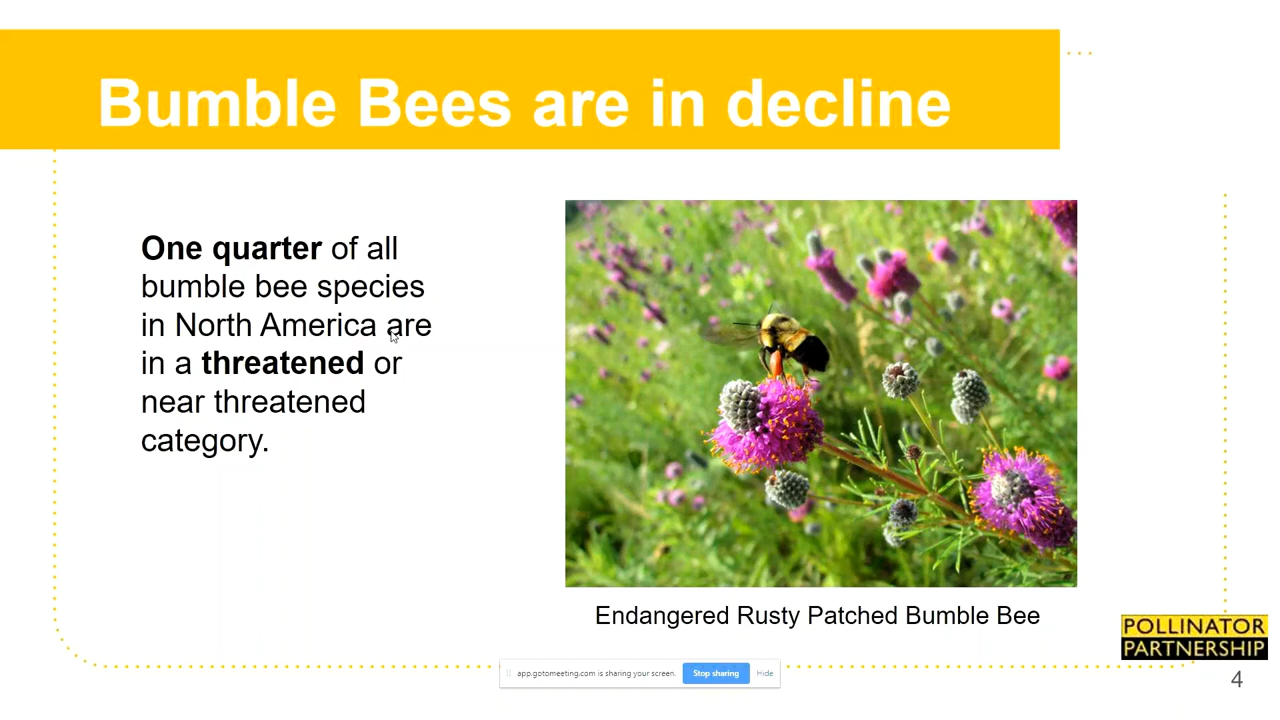 Bumble Bees are in decline
One quarter of all
bumble bee species
in North America are
in a threatened or
near threatened
category.
Endangered Rusty Patched Bumble Bee
POLLINATOR
PARTNERSHIP
app.gotomeeting.com is sharing your screen. Stop sharing Hide
4